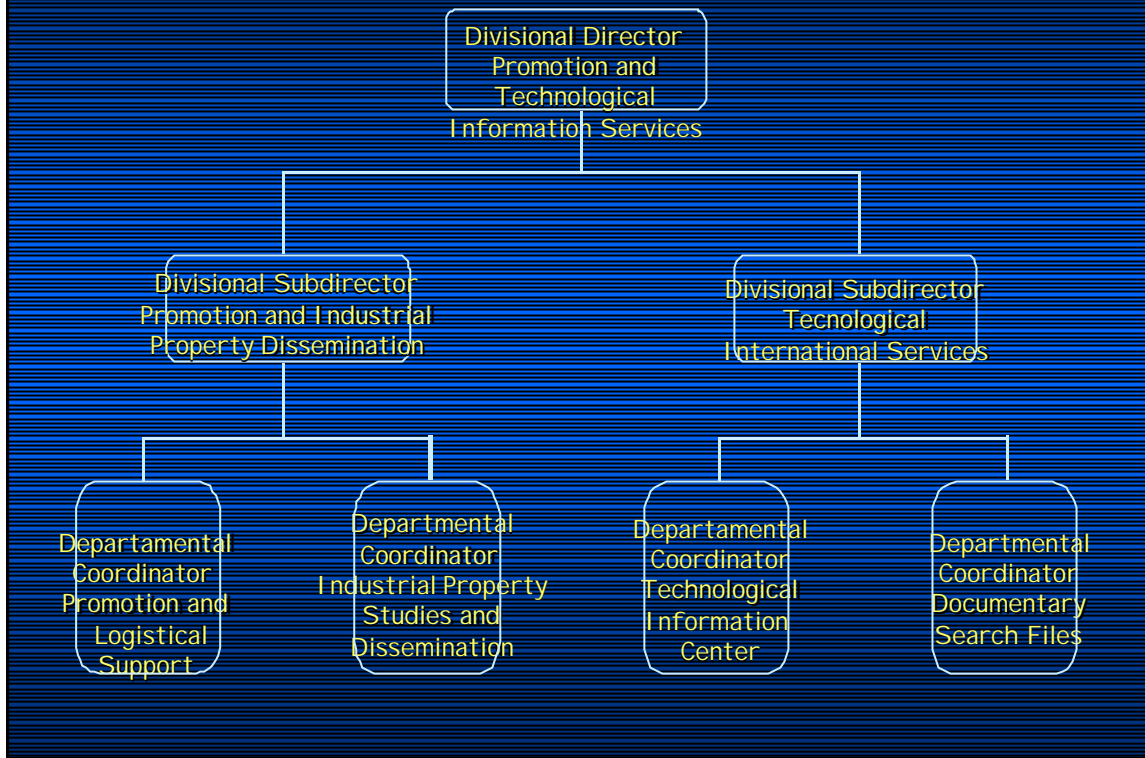 Divisional Director
Promotion and
Technological
Information Services
Divisional Subdirector
Promotion and Industrial
Property Dissemination
Divisional Subdirector
Tecnological
International Services
Departamental
Coordinator
Promotion and
Logistical
Support
Departmental
Coordinator
Industrial Property
Studies and
Dissemination
Departamental
Coordinator
Technological
Information
Center
Departmental
Coordinator
Documentary
Search Files